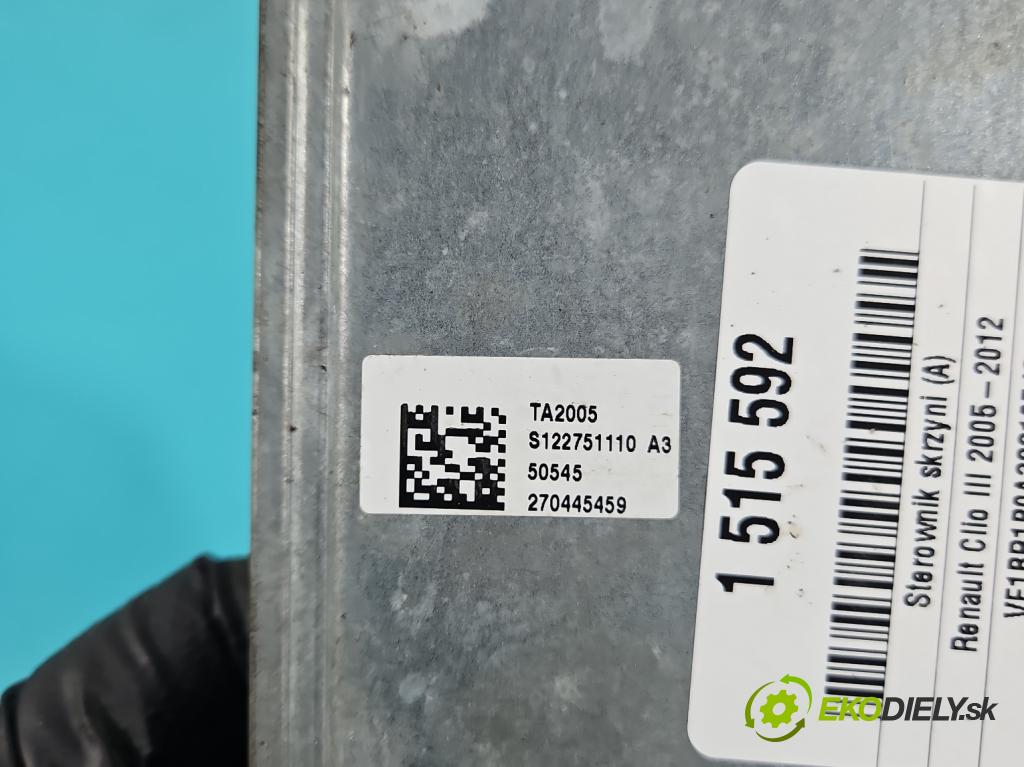 TA2005
S122751110 A3
50545
270445459
1 515 592
Sterownik skrzyni (A)
Renault Clio III 2005-2012
EKODIELY.sk